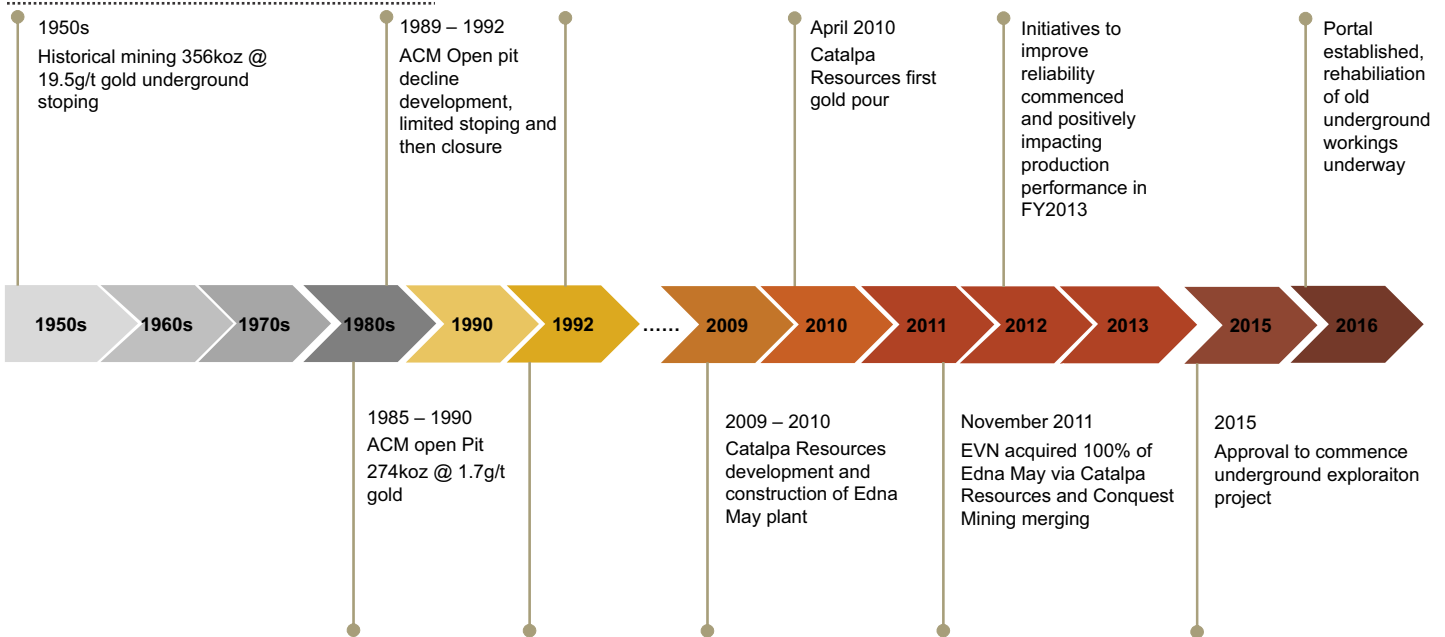 1950s
Historical mining 356koz @
19.5g/t gold underground
stoping
1989 – 1992
ACM Open pit
decline
development,
limited stoping and
then closure
April 2010
Catalpa
Resources first
gold pour
Initiatives to
improve
reliability
commenced
and positively
impacting
production
performance in
FY2013
Portal
established,
rehabiliation
of old
underground
workings
underway
1950s
1960s
1970s
1980s
1990
1992
......
2009
2010
2011
2012
2013
2015
2016
1985 – 1990
ACM open Pit
274koz @ 1.7g/t
gold
2009 – 2010
Catalpa Resources
development and
construction of Edna
May plant
November 2011
EVN acquired 100% of
Edna May via Catalpa
Resources and Conquest
Mining merging
2015
Approval to commence
underground exploraiton
project